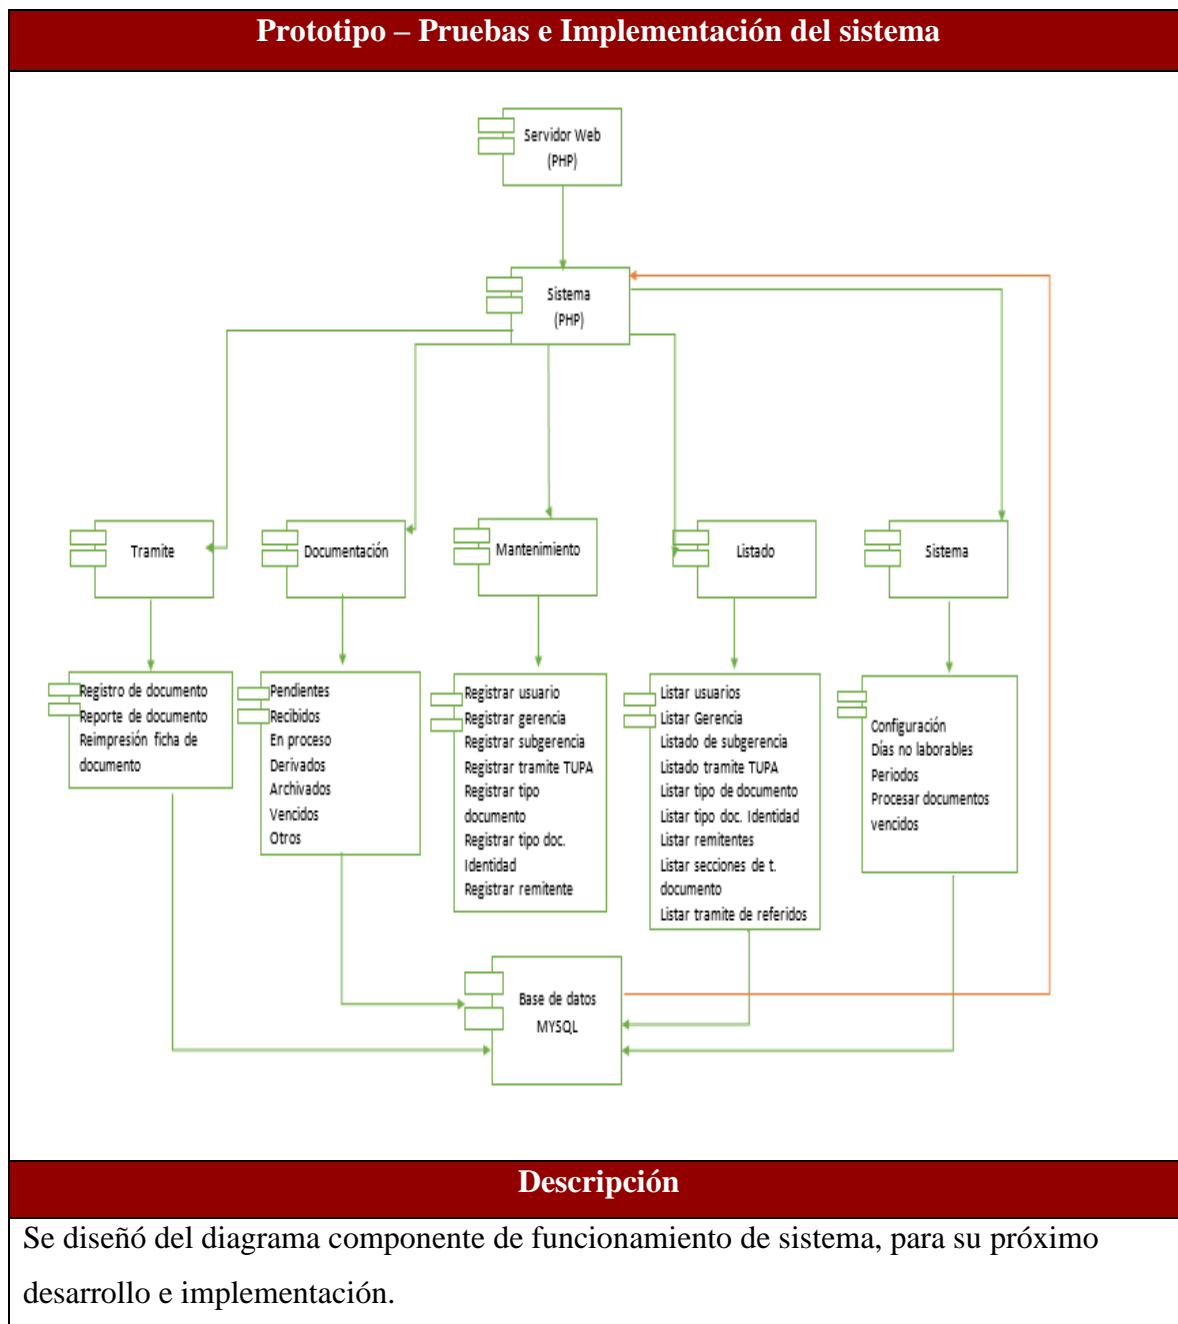 Prototipo – Pruebas e Implementación del sistema
Servidor Web
(PHP)
Sistema
(PHP)
Tramite
Documentación
Mantenimiento
Listado
Sistema
Registro de documento
Reporte de documento
Reimpresión ficha de
documento
Pendientes
Recibidos
En proceso
Derivados
Archivados
Vencidos
Otros
Registrar usuario
Registrar gerencia
Registrar subgerencia
Registrar tramite TUPA
Registrar tipo
documento
Registrar tipo doc.
Identidad
Registrar remitente
Listar usuarios
Listar Gerencia
Listado de subgerencia
Listado tramite TUPA
Listar tipo de documento
Listar tipo doc. Identidad
Listar remitentes
Listar secciones de t.
documento
Listar tramite de referidos
Configuración
Días no laborables
Periodos
Procesar documentos
vencidos
Base de datos
MYSQL
Descripción
Se diseñó del diagrama componente de funcionamiento de sistema, para su próximo
desarrollo e implementación.